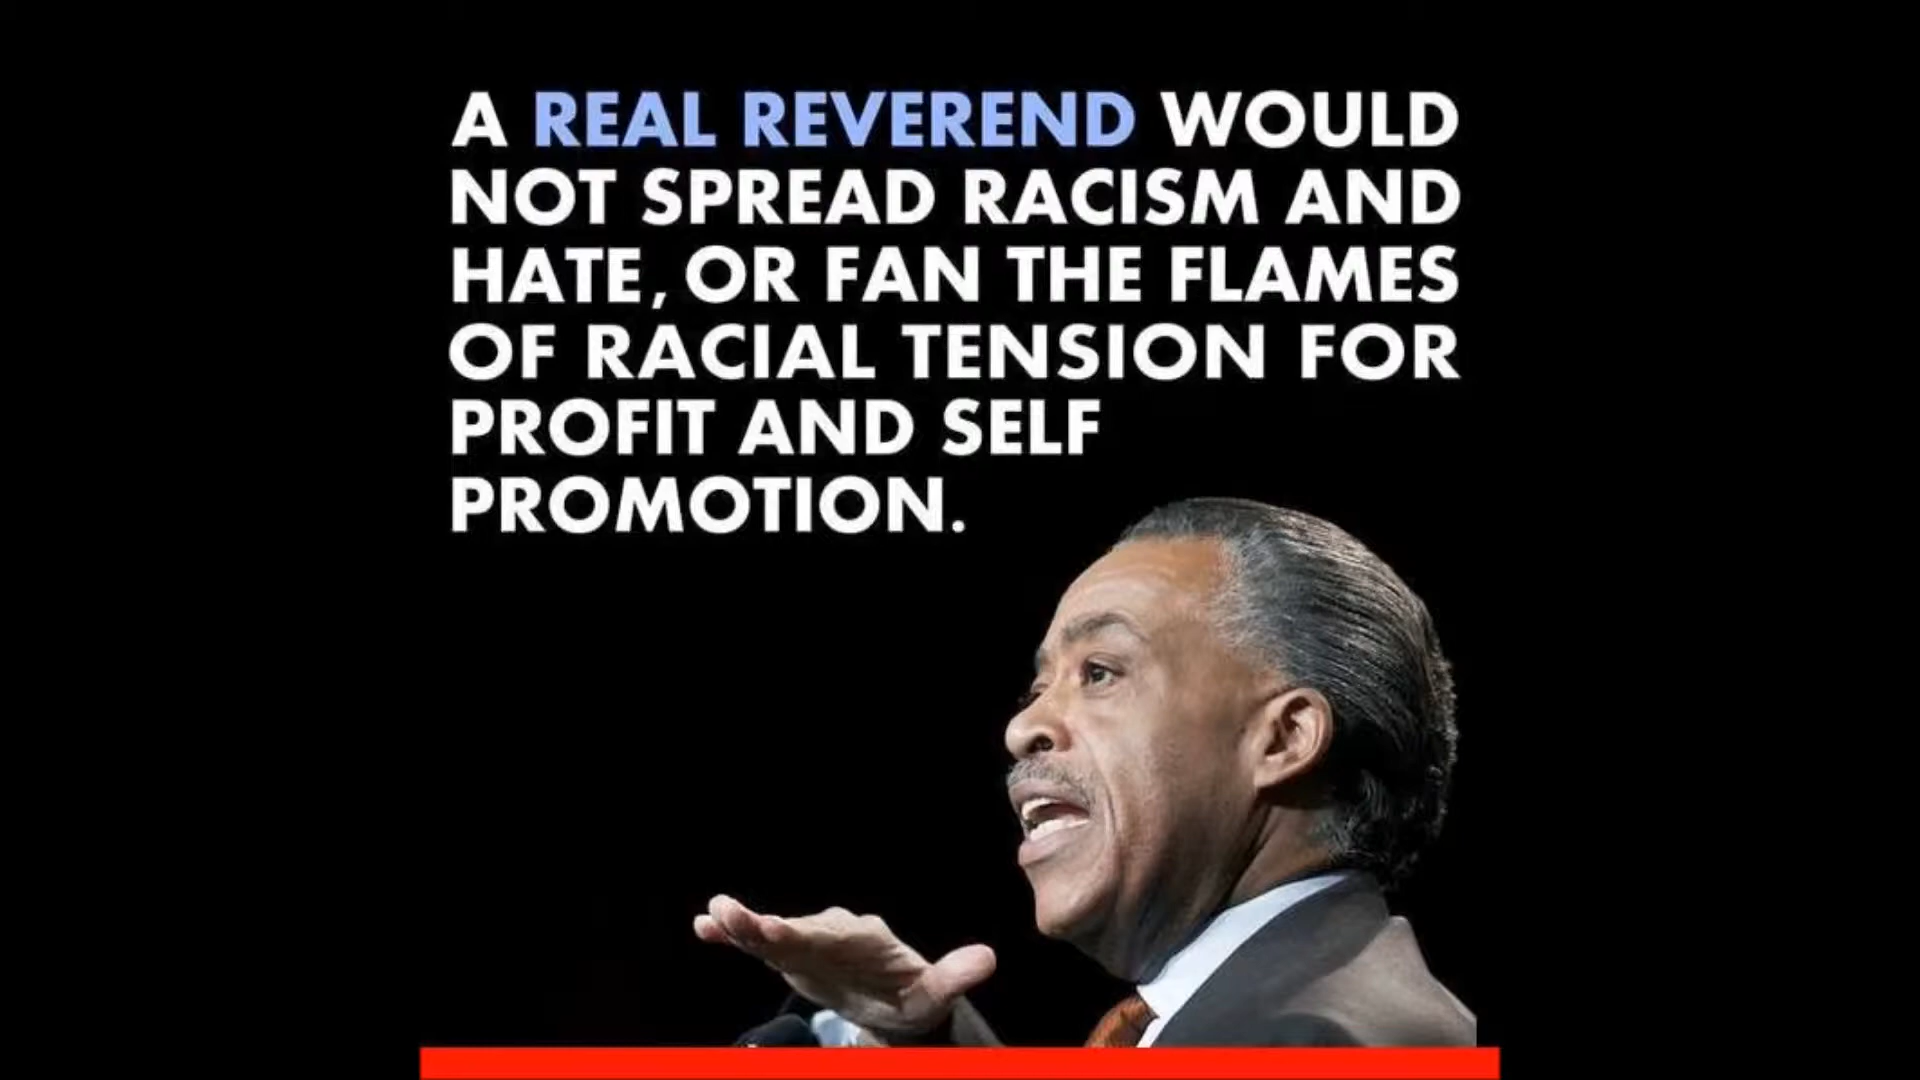 A REAL REVEREND WOULD
NOT SPREAD RACISM AND
HATE, OR FAN THE FLAMES
OF RACIAL TENSION FOR
PROFIT AND SELF
PROMOTION.